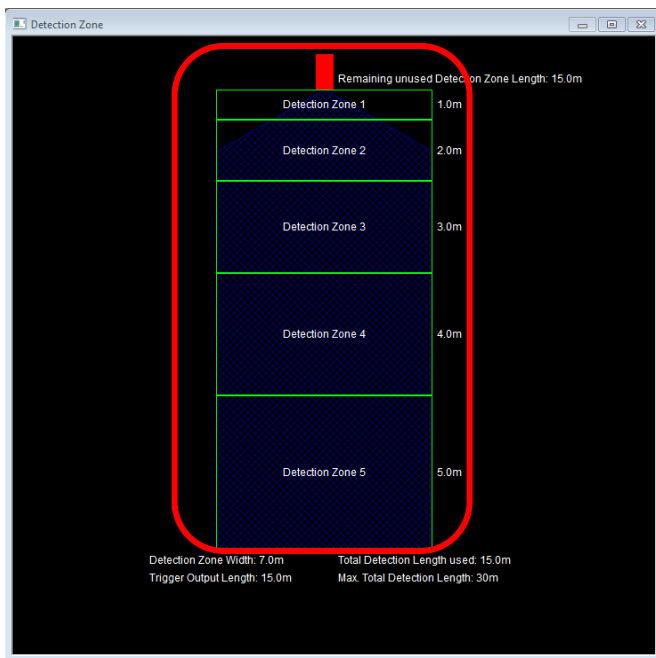 Detection Zone
Remaining unused Detection Zone Length: 15.0m
Detection Zone 1 1.0m
Detection Zone 2 2.0m
Detection Zone 3 3.0m
Detection Zone 4 4.0m
Detection Zone 5 5.0m
Detection Zone Width: 7.0m Total Detection Length used: 15.0m
Trigger Output Length: 15.0m Max. Total Detection Length: 30m